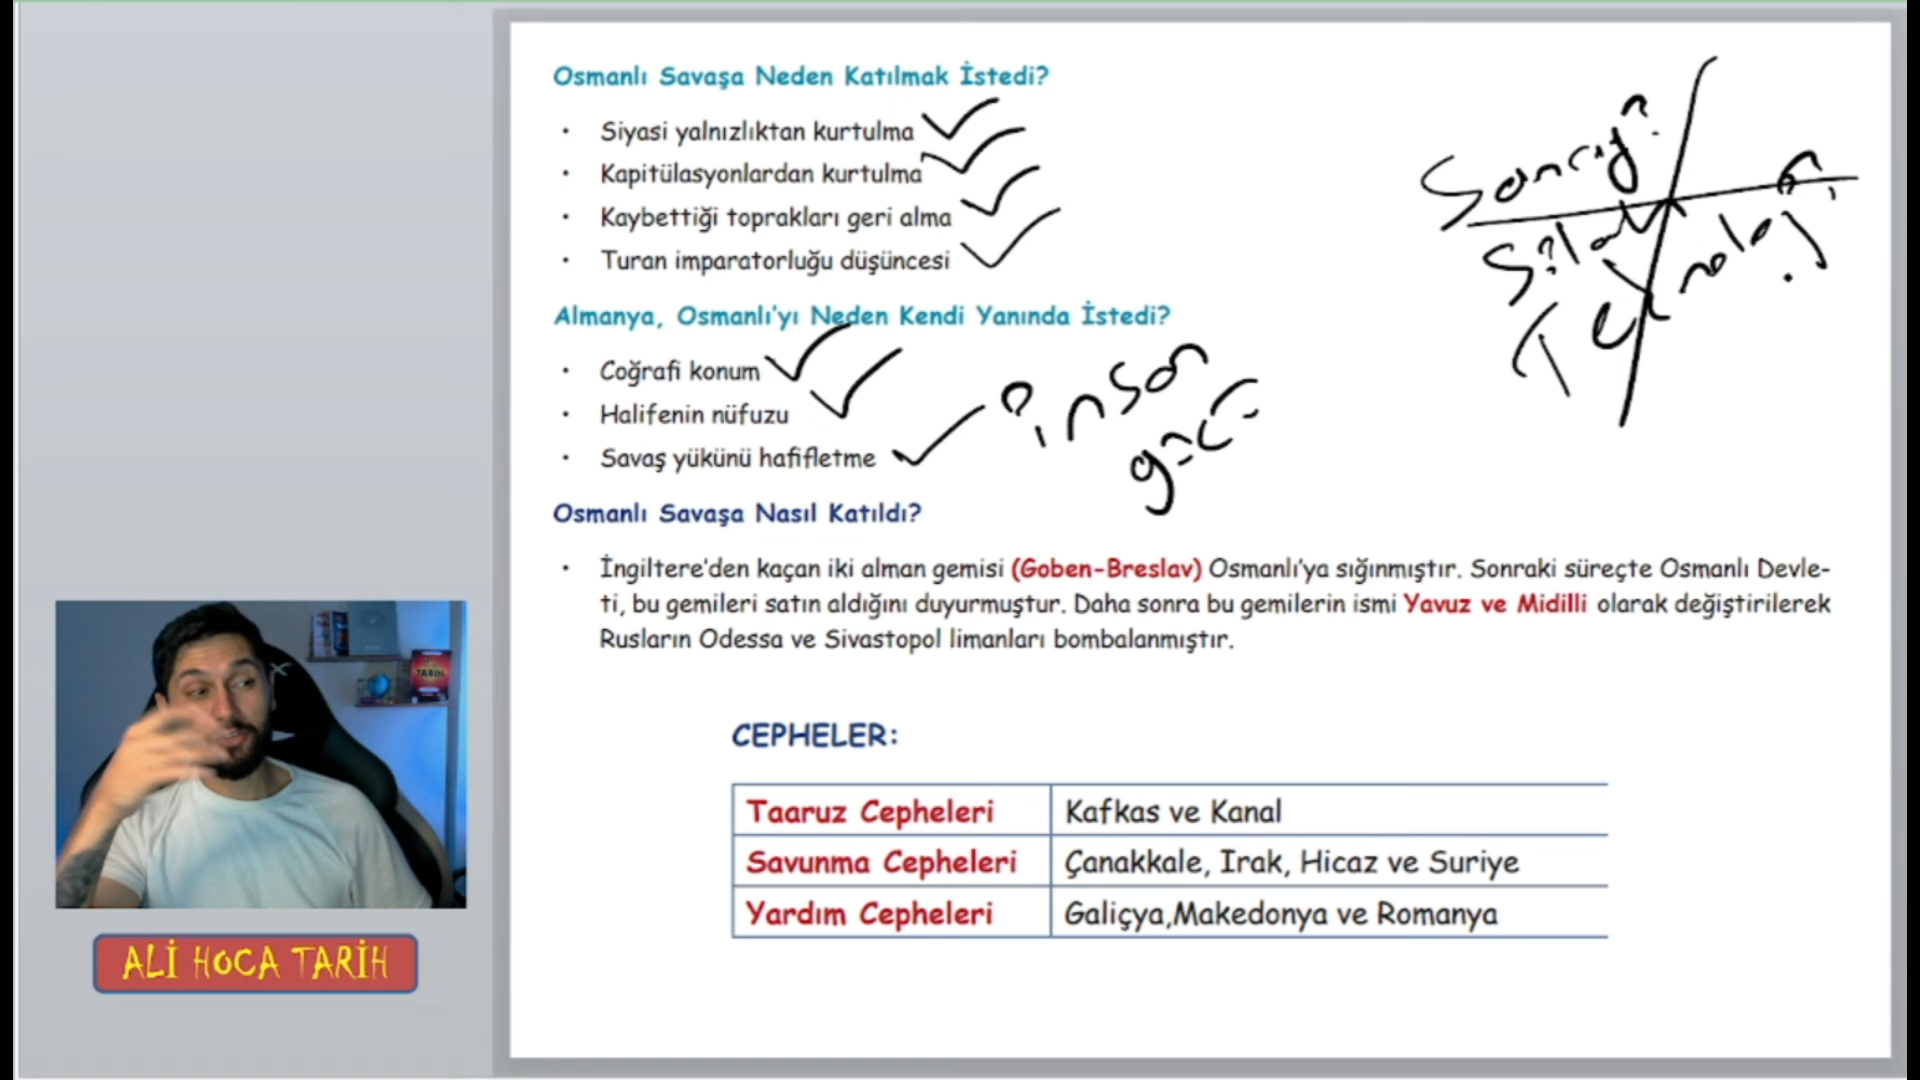 Osmanlı Savaşa Neden Katılmak İstedi?
• Siyasi yalnızlıktan kurtulma
• Kapitülasyonlardan kurtulma
• Kaybettiği toprakları geri alma
• Turan imparatorluğu düşüncesi
Sanayi
Silah
Teknoloji
Almanya, Osmanlı'yı Neden Kendi Yanında İstedi?
• Coğrafi konum
• Halifenin nüfuzu
• Savaş yükünü hafifletme
insan
gücü
Osmanlı Savaşa Nasıl Katıldı?
• İngiltere'den kaçan iki alman gemisi (Goben-Breslav) Osmanlı'ya sığınmıştır. Sonraki süreçte Osmanlı Devle-
ti, bu gemileri satın aldığını duyurmuştur. Daha sonra bu gemilerin ismi Yavuz ve Midilli olarak değiştirilerek
Rusların Odessa ve Sivastopol limanları bombalanmıştır.
CEPHELER:
Taaruz Cepheleri Kafkas ve Kanal
Savunma Cepheleri Çanakkale, Irak, Hicaz ve Suriye
Yardım Cepheleri Galiçya,Makedonya ve Romanya
TARİH
ALİ HOCA TARİH